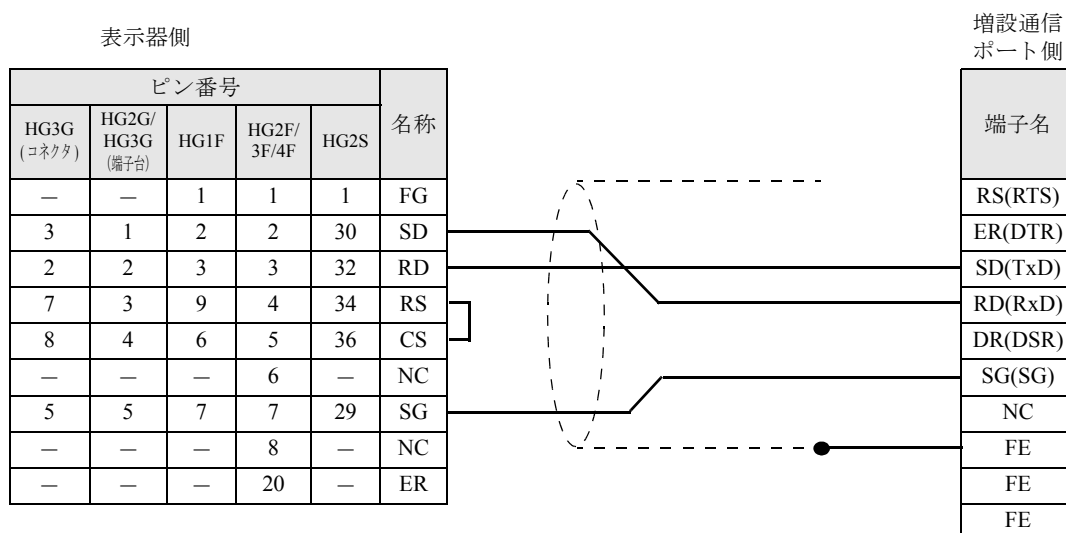 表示器側
増設通信
ポート側
ピン番号 名称 端子名
HG3G (コネクタ) HG2G/ HG3G (端子台) HG1F HG2F/ 3F/4F HG2S
— — 1 1 1 FG RS(RTS)
3 1 2 2 30 SD ER(DTR)
2 2 3 3 32 RD SD(TxD)
7 3 9 4 34 RS RD(RxD)
8 4 6 5 36 CS DR(DSR)
— — — 6 — NC SG(SG)
5 5 7 7 29 SG NC
— — — 8 — NC FE
— — — 20 — ER FE
FE